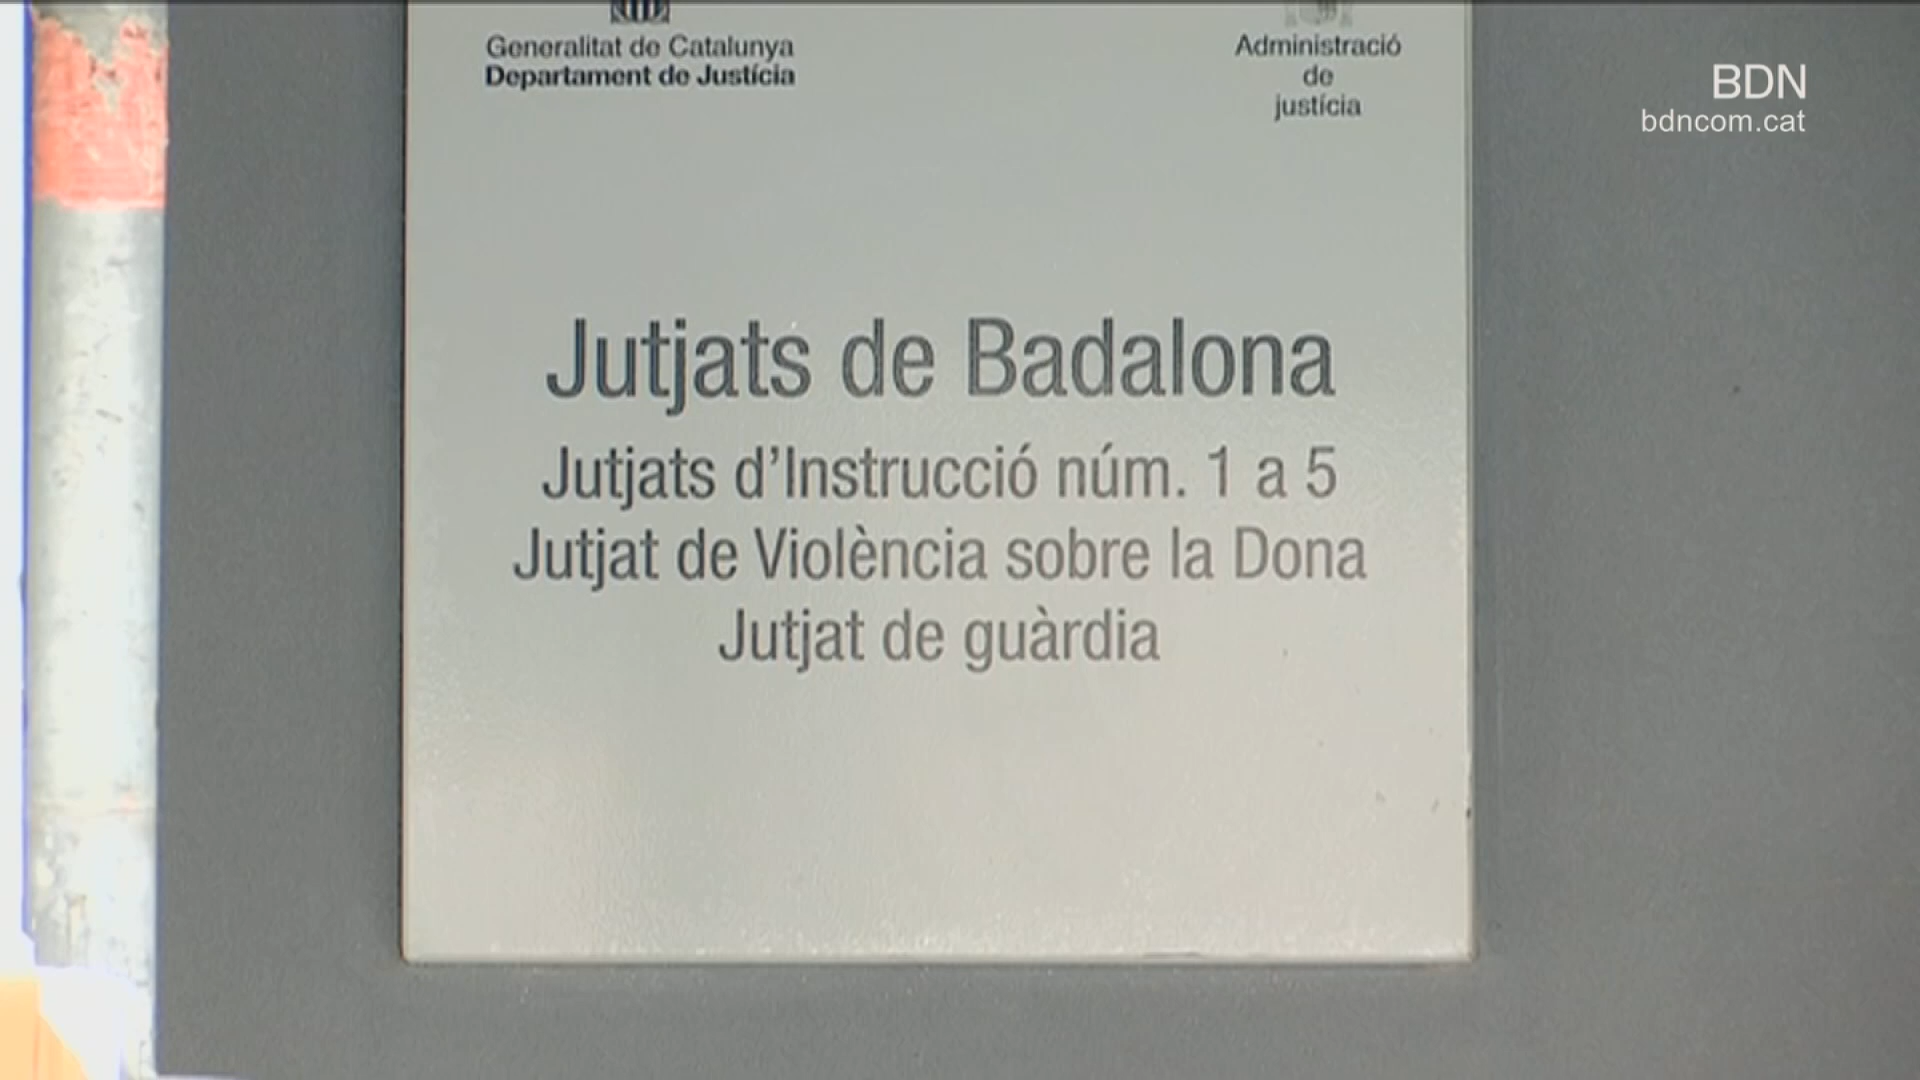 Generalitat de Catalunya
Departament de Justícia
Administració
de
justícia
BDN
bdncom.cat
Jutjats de Badalona
Jutjats d'Instrucció núm. 1 a 5
Jutjat de Violència sobre la Dona
Jutjat de guàrdia